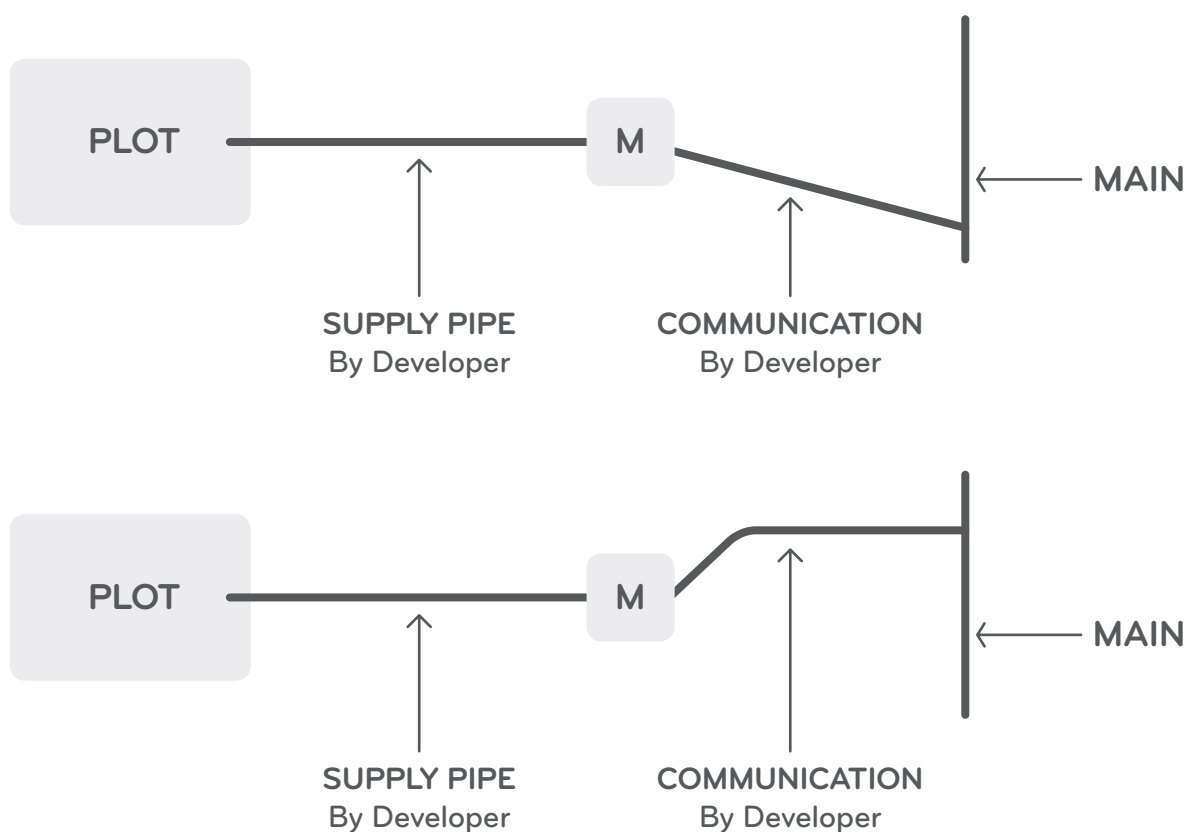 PLOT
M
MAIN
SUPPLY PIPE
By Developer
COMMUNICATION
By Developer
PLOT
M
MAIN
SUPPLY PIPE
By Developer
COMMUNICATION
By Developer